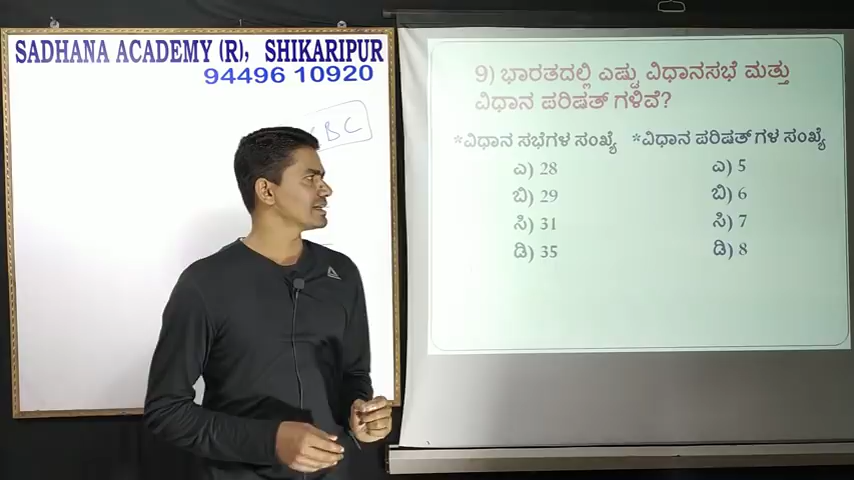 SADHANA ACADEMY (R), SHIKARIPUR
94496 10920
BC
9) ಭಾರತದಲ್ಲಿ ಎಷ್ಟು ವಿಧಾನಸಭೆ ಮತ್ತು
ವಿಧಾನ ಪರಿಷತ್ ಗಳಿವೆ?
*ವಿಧಾನ ಸಭೆಗಳ ಸಂಖ್ಯೆ *ವಿಧಾನ ಪರಿಷತ್ ಗಳ ಸಂಖ್ಯೆ
ಎ) 28 ಎ) 5
ಬಿ) 29 ಬಿ) 6
ಸಿ) 31 ಸಿ) 7
ಡಿ) 35 ಡಿ) 8